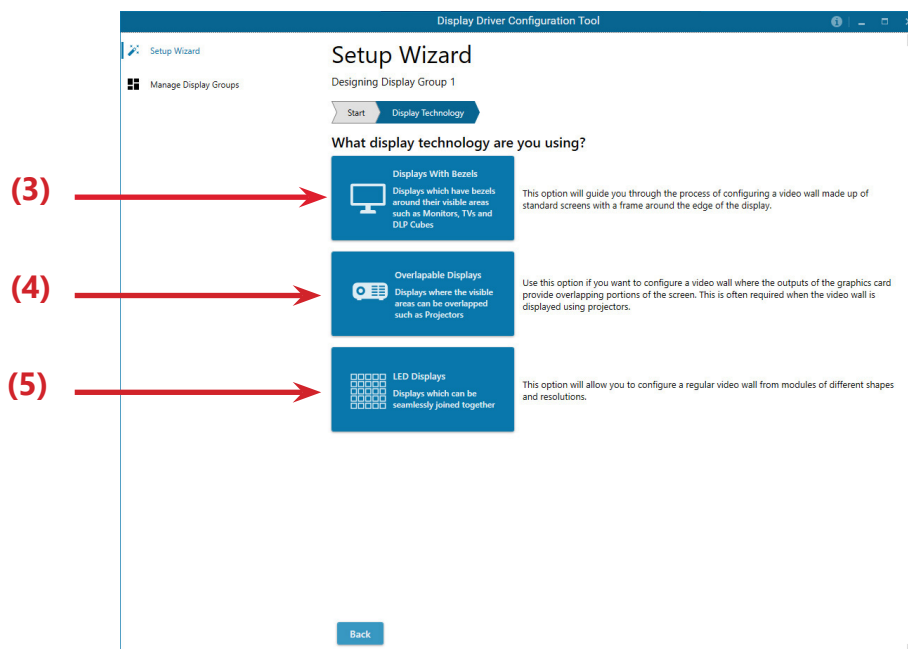 Display Driver Configuration Tool
Setup Wizard
Manage Display Groups
Setup Wizard
Designing Display Group 1
Start
Display Technology
What display technology are you using?
(3)
Displays With Bezels
Displays which have bezels
around their visible areas
such as Monitors, TVs and
DLP Cubes
This option will guide you through the process of configuring a video wall made up of
standard screens with a frame around the edge of the display.
(4)
Overlapable Displays
Displays where the visible
areas can be overlapped
such as Projectors
Use this option if you want to configure a video wall where the outputs of the graphics card
provide overlapping portions of the screen. This is often required when the video wall is
displayed using projectors.
(5)
LED Displays
Displays which can be
seamlessly joined together
This option will allow you to configure a regular video wall from modules of different shapes
and resolutions.
Back